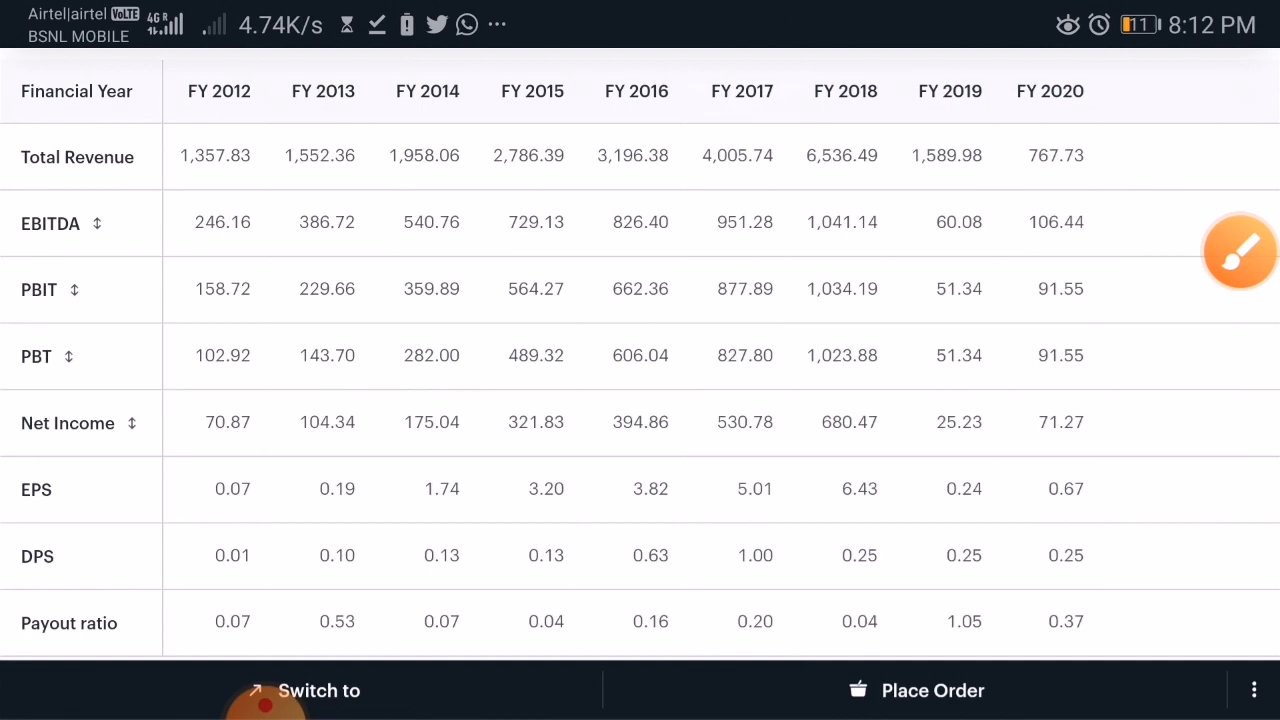 Airtel|airtel VoLTE 4G R 4.74K/s ... 11 8:12 PM
BSNL MOBILE
Financial Year FY 2012 FY 2013 FY 2014 FY 2015 FY 2016 FY 2017 FY 2018 FY 2019 FY 2020
Total Revenue 1,357.83 1,552.36 1,958.06 2,786.39 3,196.38 4,005.74 6,536.49 1,589.98 767.73
EBITDA 246.16 386.72 540.76 729.13 826.40 951.28 1,041.14 60.08 106.44
PBIT 158.72 229.66 359.89 564.27 662.36 877.89 1,034.19 51.34 91.55
PBT 102.92 143.70 282.00 489.32 606.04 827.80 1,023.88 51.34 91.55
Net Income 70.87 104.34 175.04 321.83 394.86 530.78 680.47 25.23 71.27
EPS 0.07 0.19 1.74 3.20 3.82 5.01 6.43 0.24 0.67
DPS 0.01 0.10 0.13 0.13 0.63 1.00 0.25 0.25 0.25
Payout ratio 0.07 0.53 0.07 0.04 0.16 0.20 0.04 1.05 0.37
Switch to Place Order